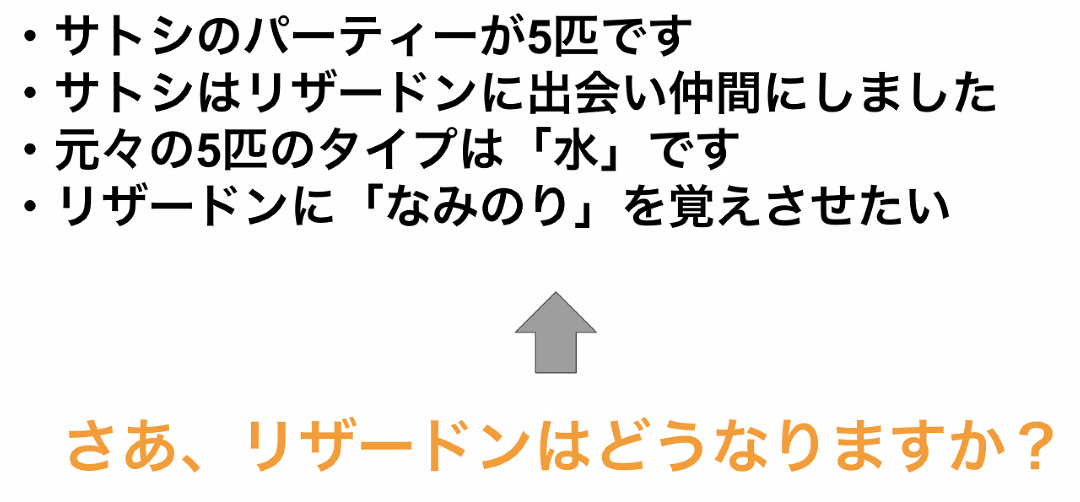 ・サトシのパーティーが5匹です
・サトシはリザードンに出会い仲間にしました
・元々の5匹のタイプは「水」です
・リザードンに「なみのり」を覚えさせたい
さあ、リザードンはどうなりますか？